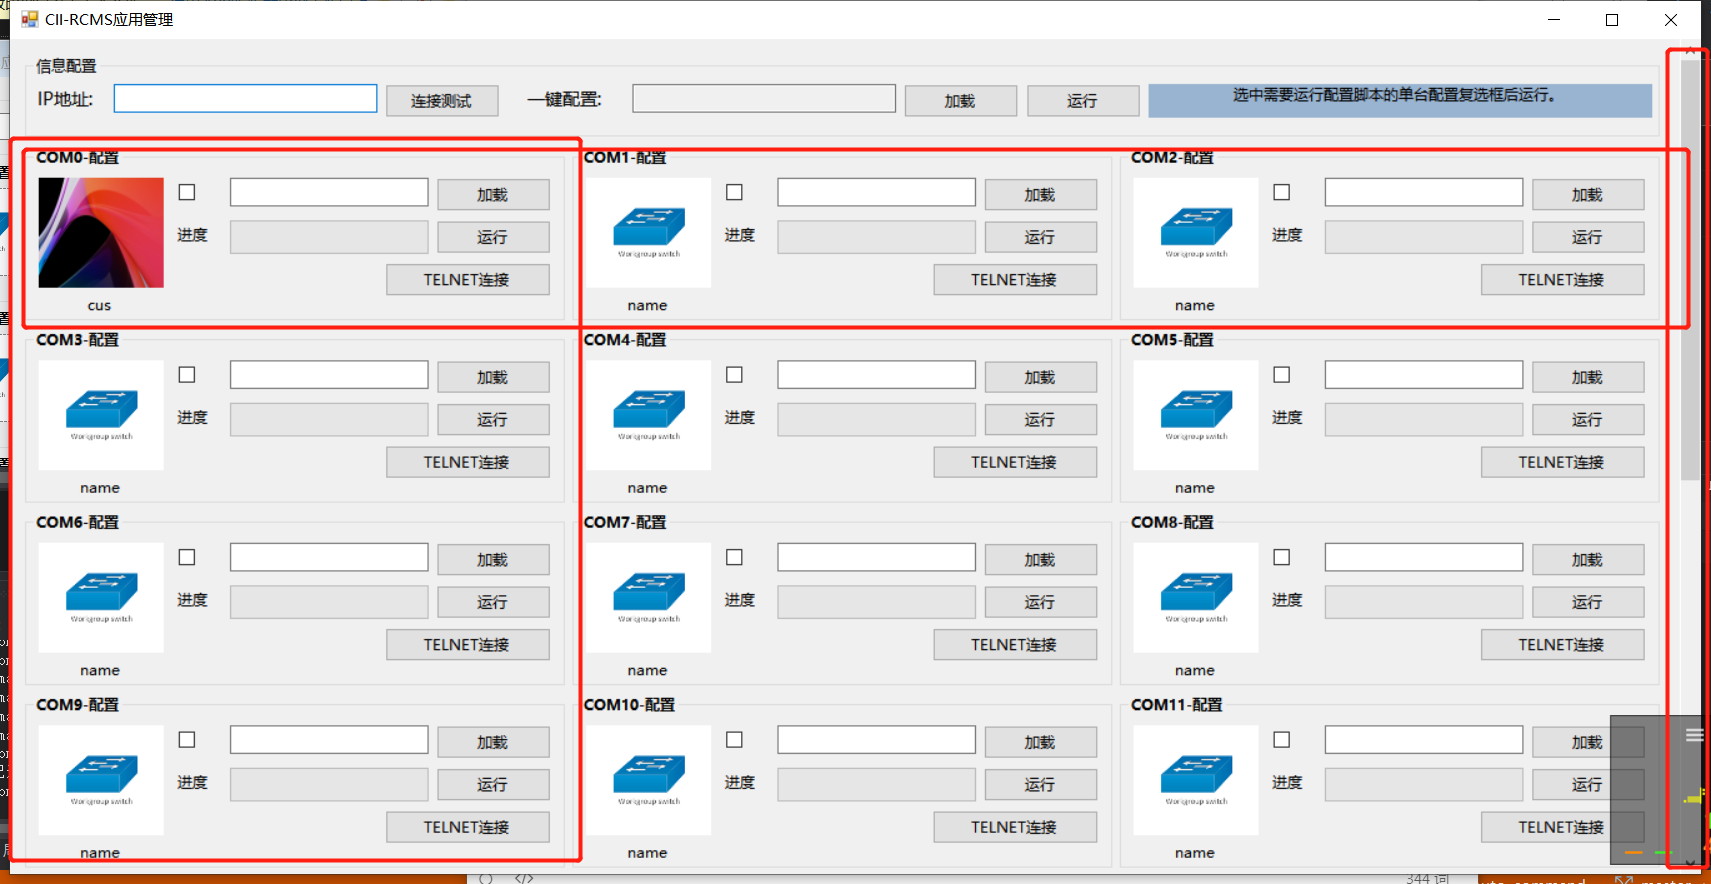 CII-RCMS应用管理
信息配置
IP地址: 连接测试 一键配置: 加载 运行 选中需要运行配置脚本的单台配置复选框后运行。
COM0-配置 COM1-配置 COM2-配置
加载 加载 加载
进度 运行 进度 运行 进度 运行
Workgroup switch Workgroup switch
TELNET连接 TELNET连接 TELNET连接
cus name name
COM3-配置 COM4-配置 COM5-配置
加载 加载 加载
进度 运行 进度 运行 进度 运行
Workgroup switch Workgroup switch Workgroup switch
TELNET连接 TELNET连接 TELNET连接
name name name
COM6-配置 COM7-配置 COM8-配置
加载 加载 加载
进度 运行 进度 运行 进度 运行
Workgroup switch Workgroup switch Workgroup switch
TELNET连接 TELNET连接 TELNET连接
name name name
COM9-配置 COM10-配置 COM11-配置
加载 加载 加载
进度 运行 进度 运行 进度 运行
Workgroup switch Workgroup switch Workgroup switch
TELNET连接 TELNET连接 TELNET连接
name name name